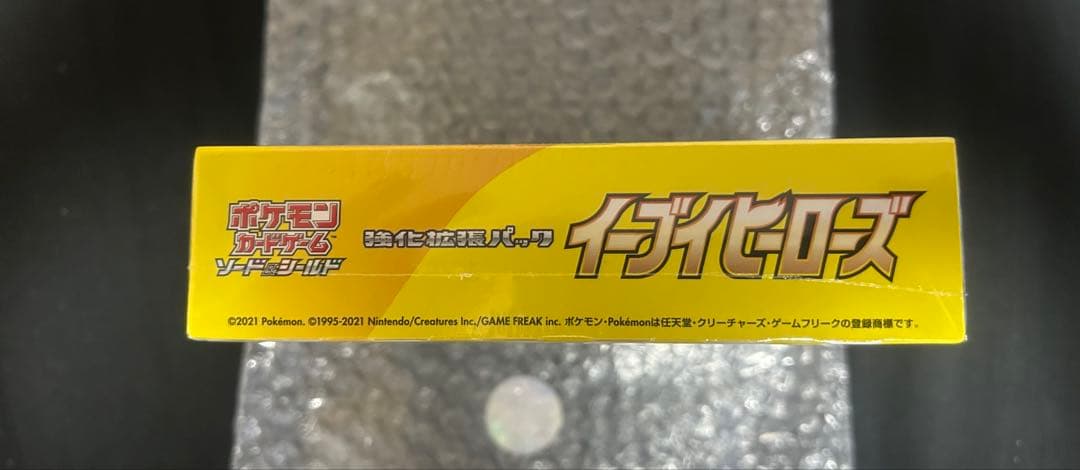 ポケモン
カードゲーム™
ソード&シールド
強化拡張パック
イーブイヒーローズ
©2021 Pokémon. ©1995-2021 Nintendo/Creatures Inc./GAME FREAK inc. ポケモン・Pokémonは任天堂・クリーチャーズ・ゲームフリークの登録商標です。